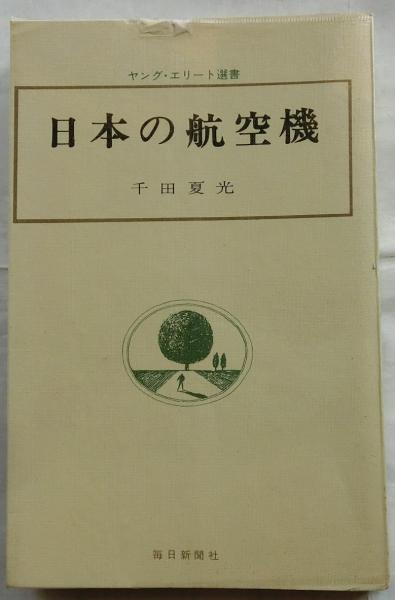 ヤング・エリート選書
日本の航空機
千田夏光
毎日新聞社